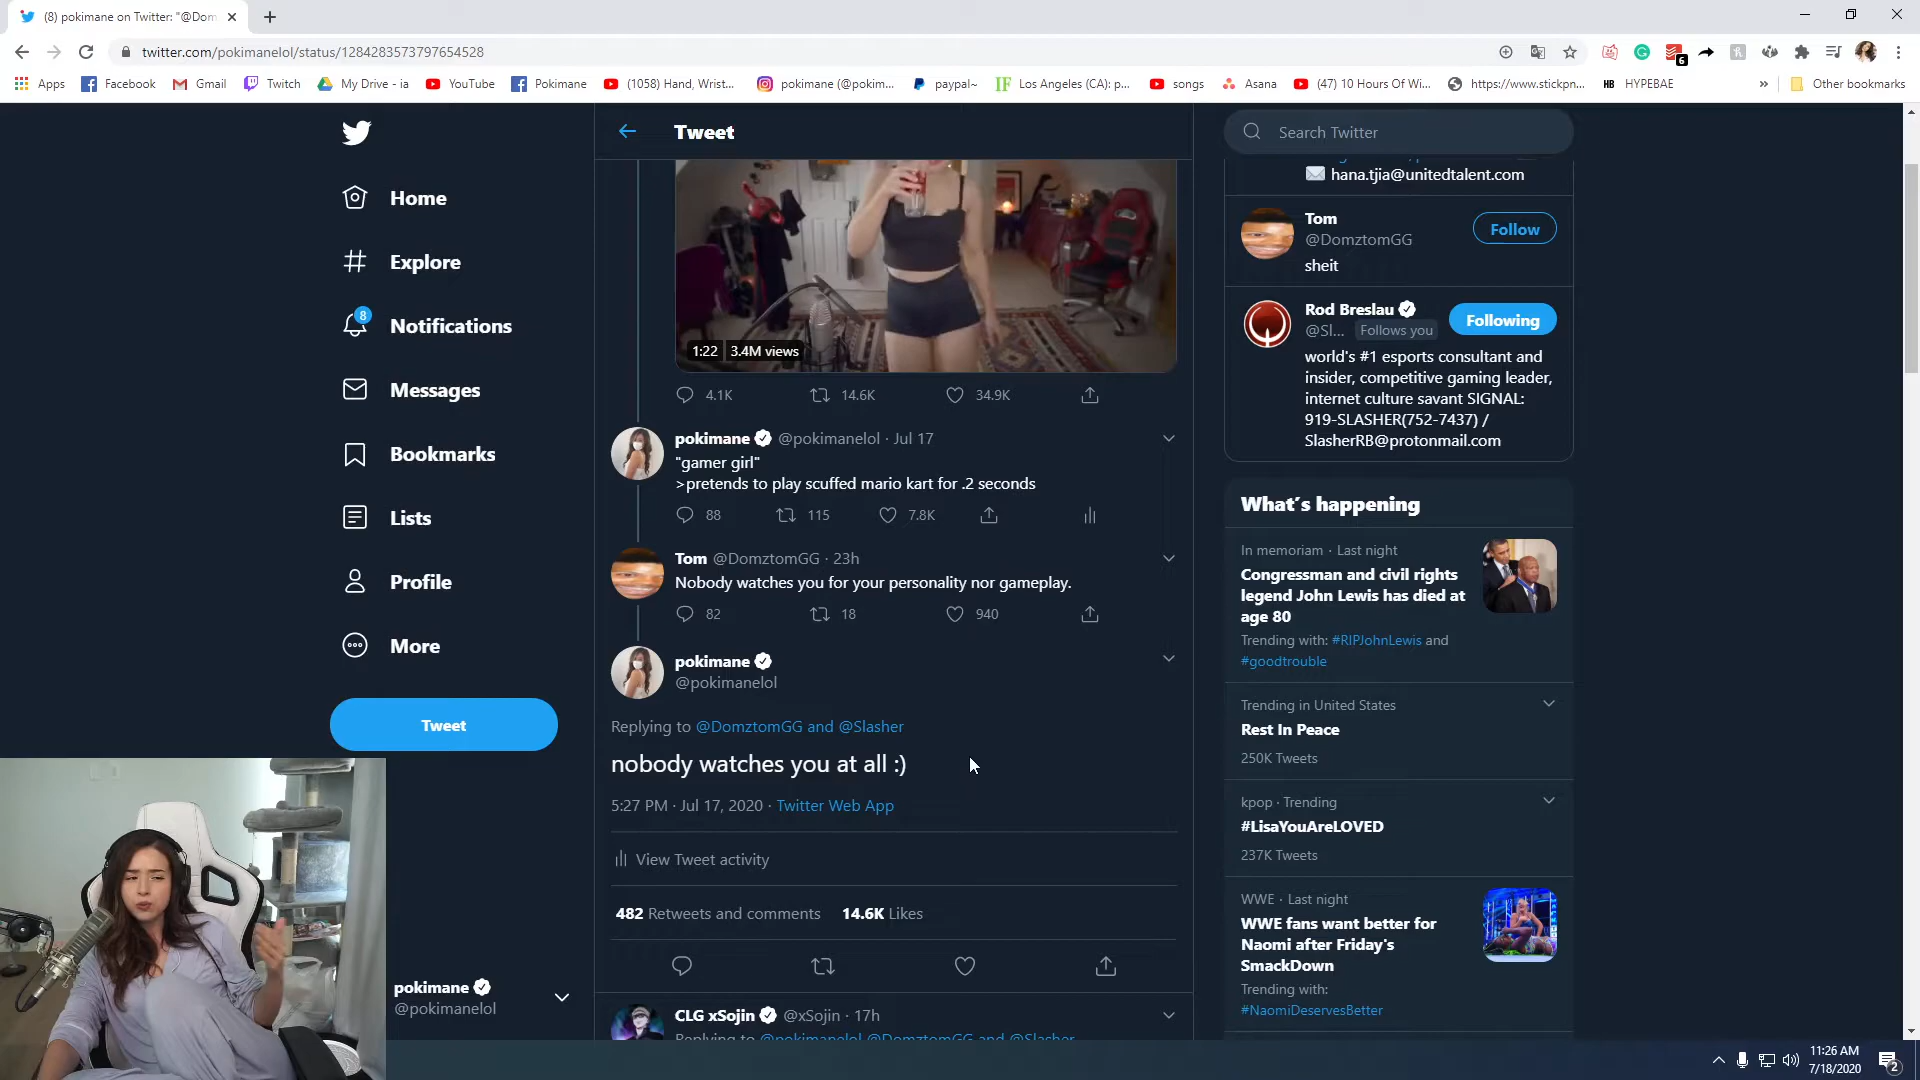 (8) pokimane on Twitter: "@Dom
twitter.com/pokimanelol/status/1284283573797654528
6
Apps
Facebook
Gmail
Twitch
My Drive - ia
YouTube
Pokimane
(1058) Hand, Wrist...
pokimane (@pokim...
paypal~
IF
Los Angeles (CA): p...
songs
Asana
(47) 10 Hours Of Wi...
https://www.stickpn...
HB
HYPEBAE
»
Other bookmarks
Home
Explore
8
Notifications
Messages
Bookmarks
Lists
Profile
More
Tweet
pokimane
@pokimanelol
Tweet
1:22
3.4M views
4.1K
14.6K
34.9K
pokimane @pokimanelol · Jul 17
"gamer girl"
>pretends to play scuffed mario kart for .2 seconds
88
115
7.8K
Tom @DomztomGG · 23h
Nobody watches you for your personality nor gameplay.
82
18
940
pokimane
@pokimanelol
Replying to @DomztomGG and @Slasher
nobody watches you at all :)
5:27 PM · Jul 17, 2020 · Twitter Web App
View Tweet activity
482 Retweets and comments 14.6K Likes
CLG xSojin @xSojin · 17h
Replying to @pokimanelol @DomztomGG and @Slasher
Search Twitter
hana.tjia@unitedtalent.com
Tom
@DomztomGG
Follow
sheit
Rod Breslau
@Sl... Follows you
Following
world's #1 esports consultant and
insider, competitive gaming leader,
internet culture savant SIGNAL:
919-SLASHER(752-7437) /
SlasherRB@protonmail.com
What's happening
In memoriam · Last night
Congressman and civil rights
legend John Lewis has died at
age 80
Trending with: #RIPJohnLewis and
#goodtrouble
Trending in United States
Rest In Peace
250K Tweets
kpop · Trending
#LisaYouAreLOVED
237K Tweets
WWE · Last night
WWE fans want better for
Naomi after Friday's
SmackDown
Trending with:
#NaomiDeservesBetter
11:26 AM
7/18/2020
2